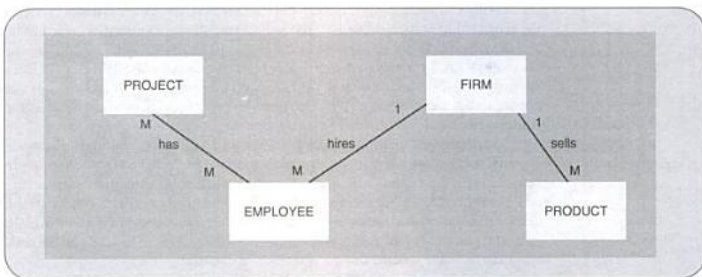 PROJECT
FIRM
M
1
1
has
hires
sells
M
M
M
EMPLOYEE
PRODUCT